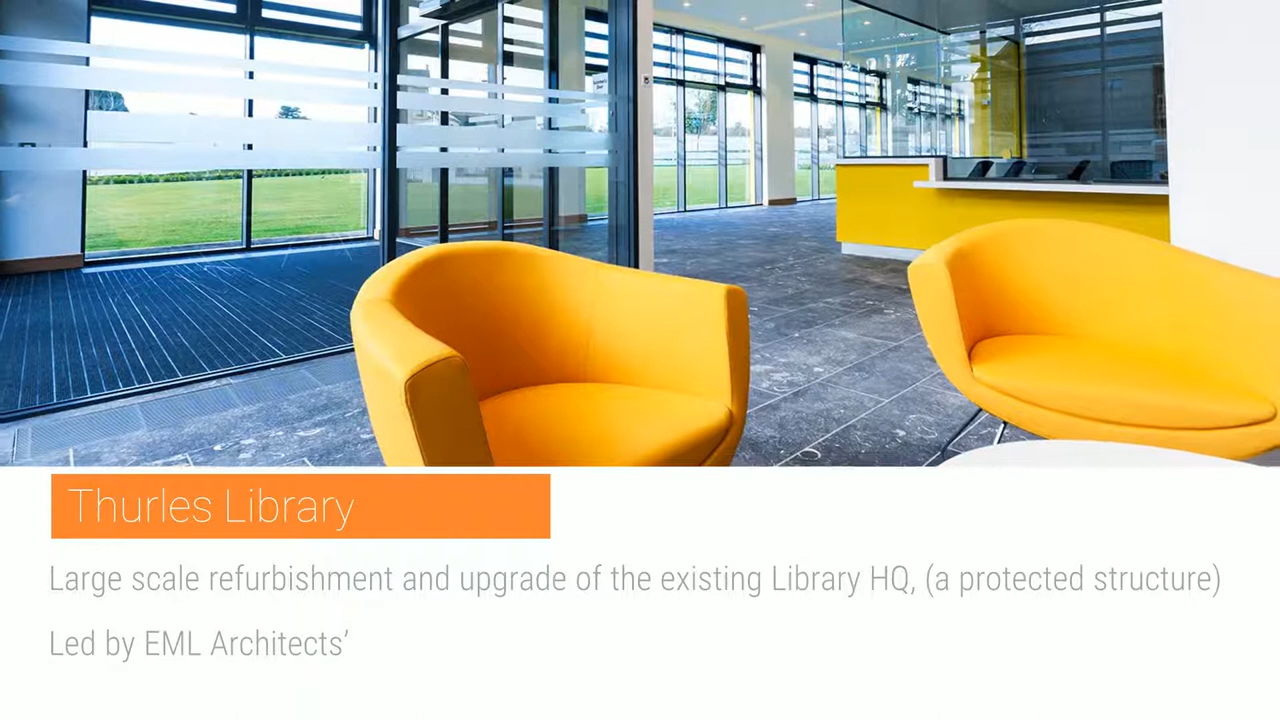 Thurles Library
Large scale refurbishment and upgrade of the existing Library HQ, (a protected structure)
Led by EML Architects’